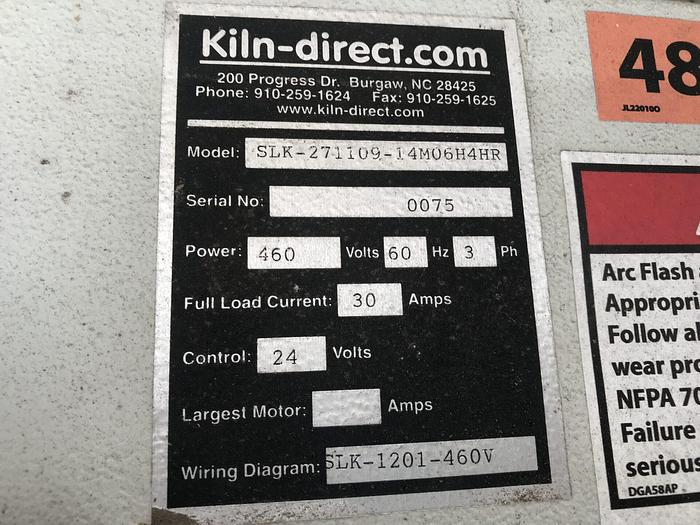 Kiln-direct.com
200 Progress Dr. Burgaw, NC 28425
Phone: 910-259-1624 Fax: 910-259-1625
www.kiln-direct.com
Model: SLK-271109-14M06H4HR
Serial No: 0075
Power: 460 Volts 60 Hz 3 Ph
Full Load Current: 30 Amps
Control: 24 Volts
Largest Motor: Amps
Wiring Diagram: SLK-1201-460V
48
JL22010O
Arc Flash
Appropri
Follow al
wear pro
NFPA 70
Failure
serious
DGA58AP